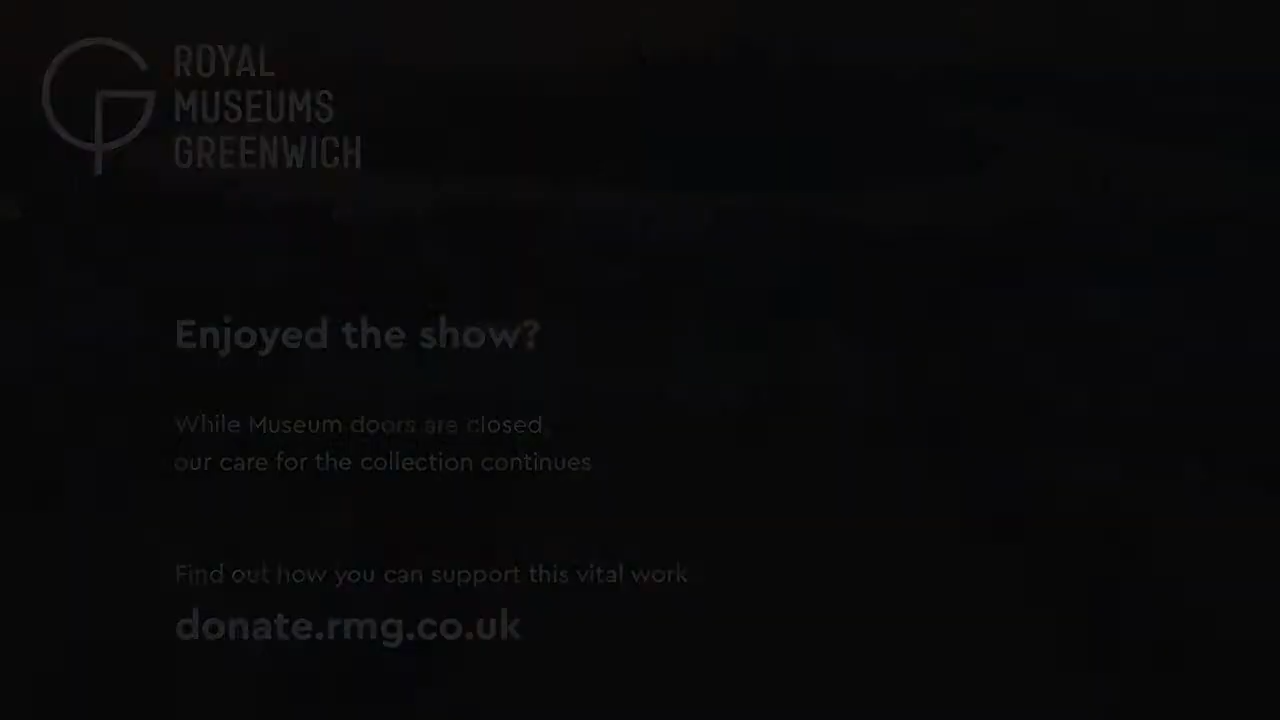 ROYAL
MUSEUMS
GREENWICH
Enjoyed the show?
While Museum doors are closed,
our care for the collection continues
Find out how you can support this vital work
donate.rmg.co.uk